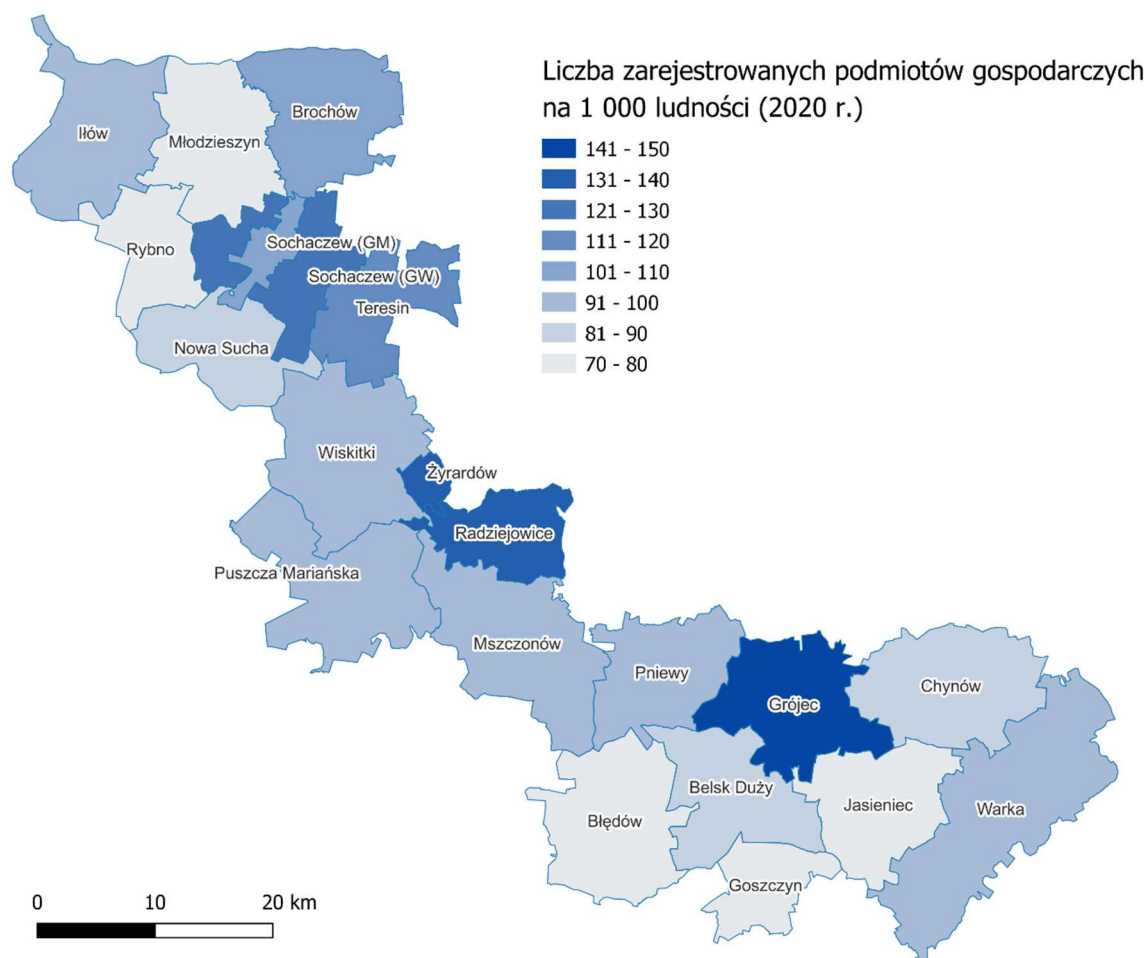 Liczba zarejestrowanych podmiotów gospodarczych
na 1 000 ludności (2020 r.)
141 - 150
131 - 140
121 - 130
111 - 120
101 - 110
91 - 100
81 - 90
70 - 80
Brochów
Iłów
Młodzieszyn
Rybno
Sochaczew (GM)
Sochaczew (GW)
Teresin
Nowa Sucha
Wiskitki
Żyrardów
Radziejowice
Puszcza Mariańska
Mszczonów
Pniewy
Chynów
Grójec
Belsk Duży
Jasieniec
Warka
Błędów
Goszczyn
0 10 20 km